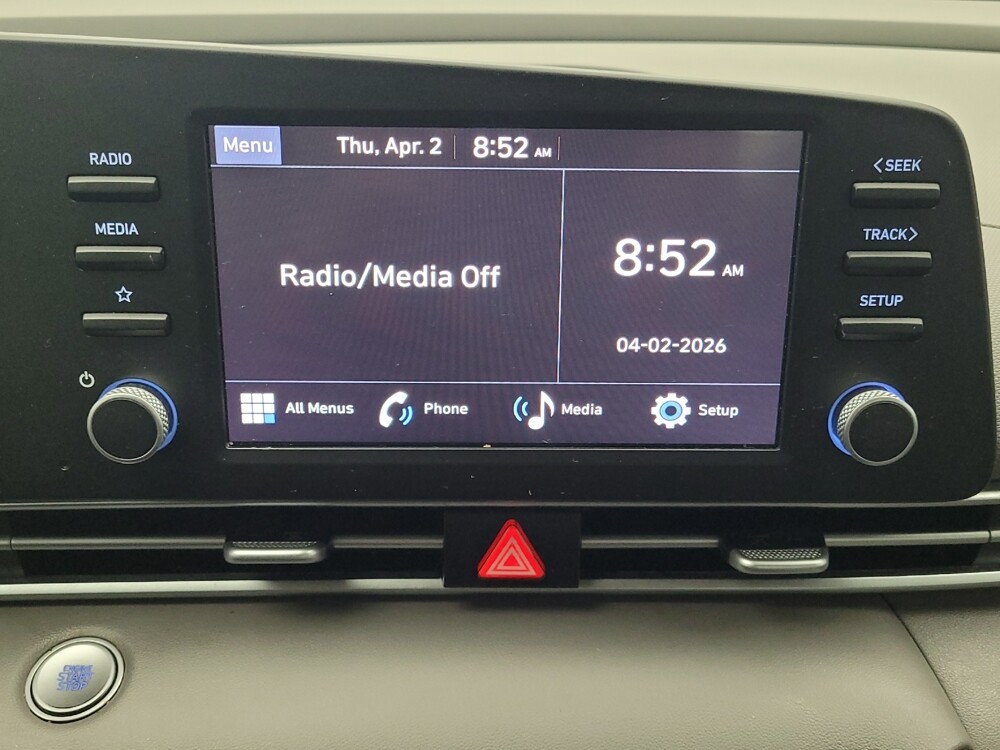 RADIO
MEDIA
Menu
Thu, Apr. 2
8:52 AM
Radio/Media Off
8:52 AM
04-02-2026
All Menus
Phone
Media
Setup
<SEEK
TRACK>
SETUP
ENGINE
START
STOP